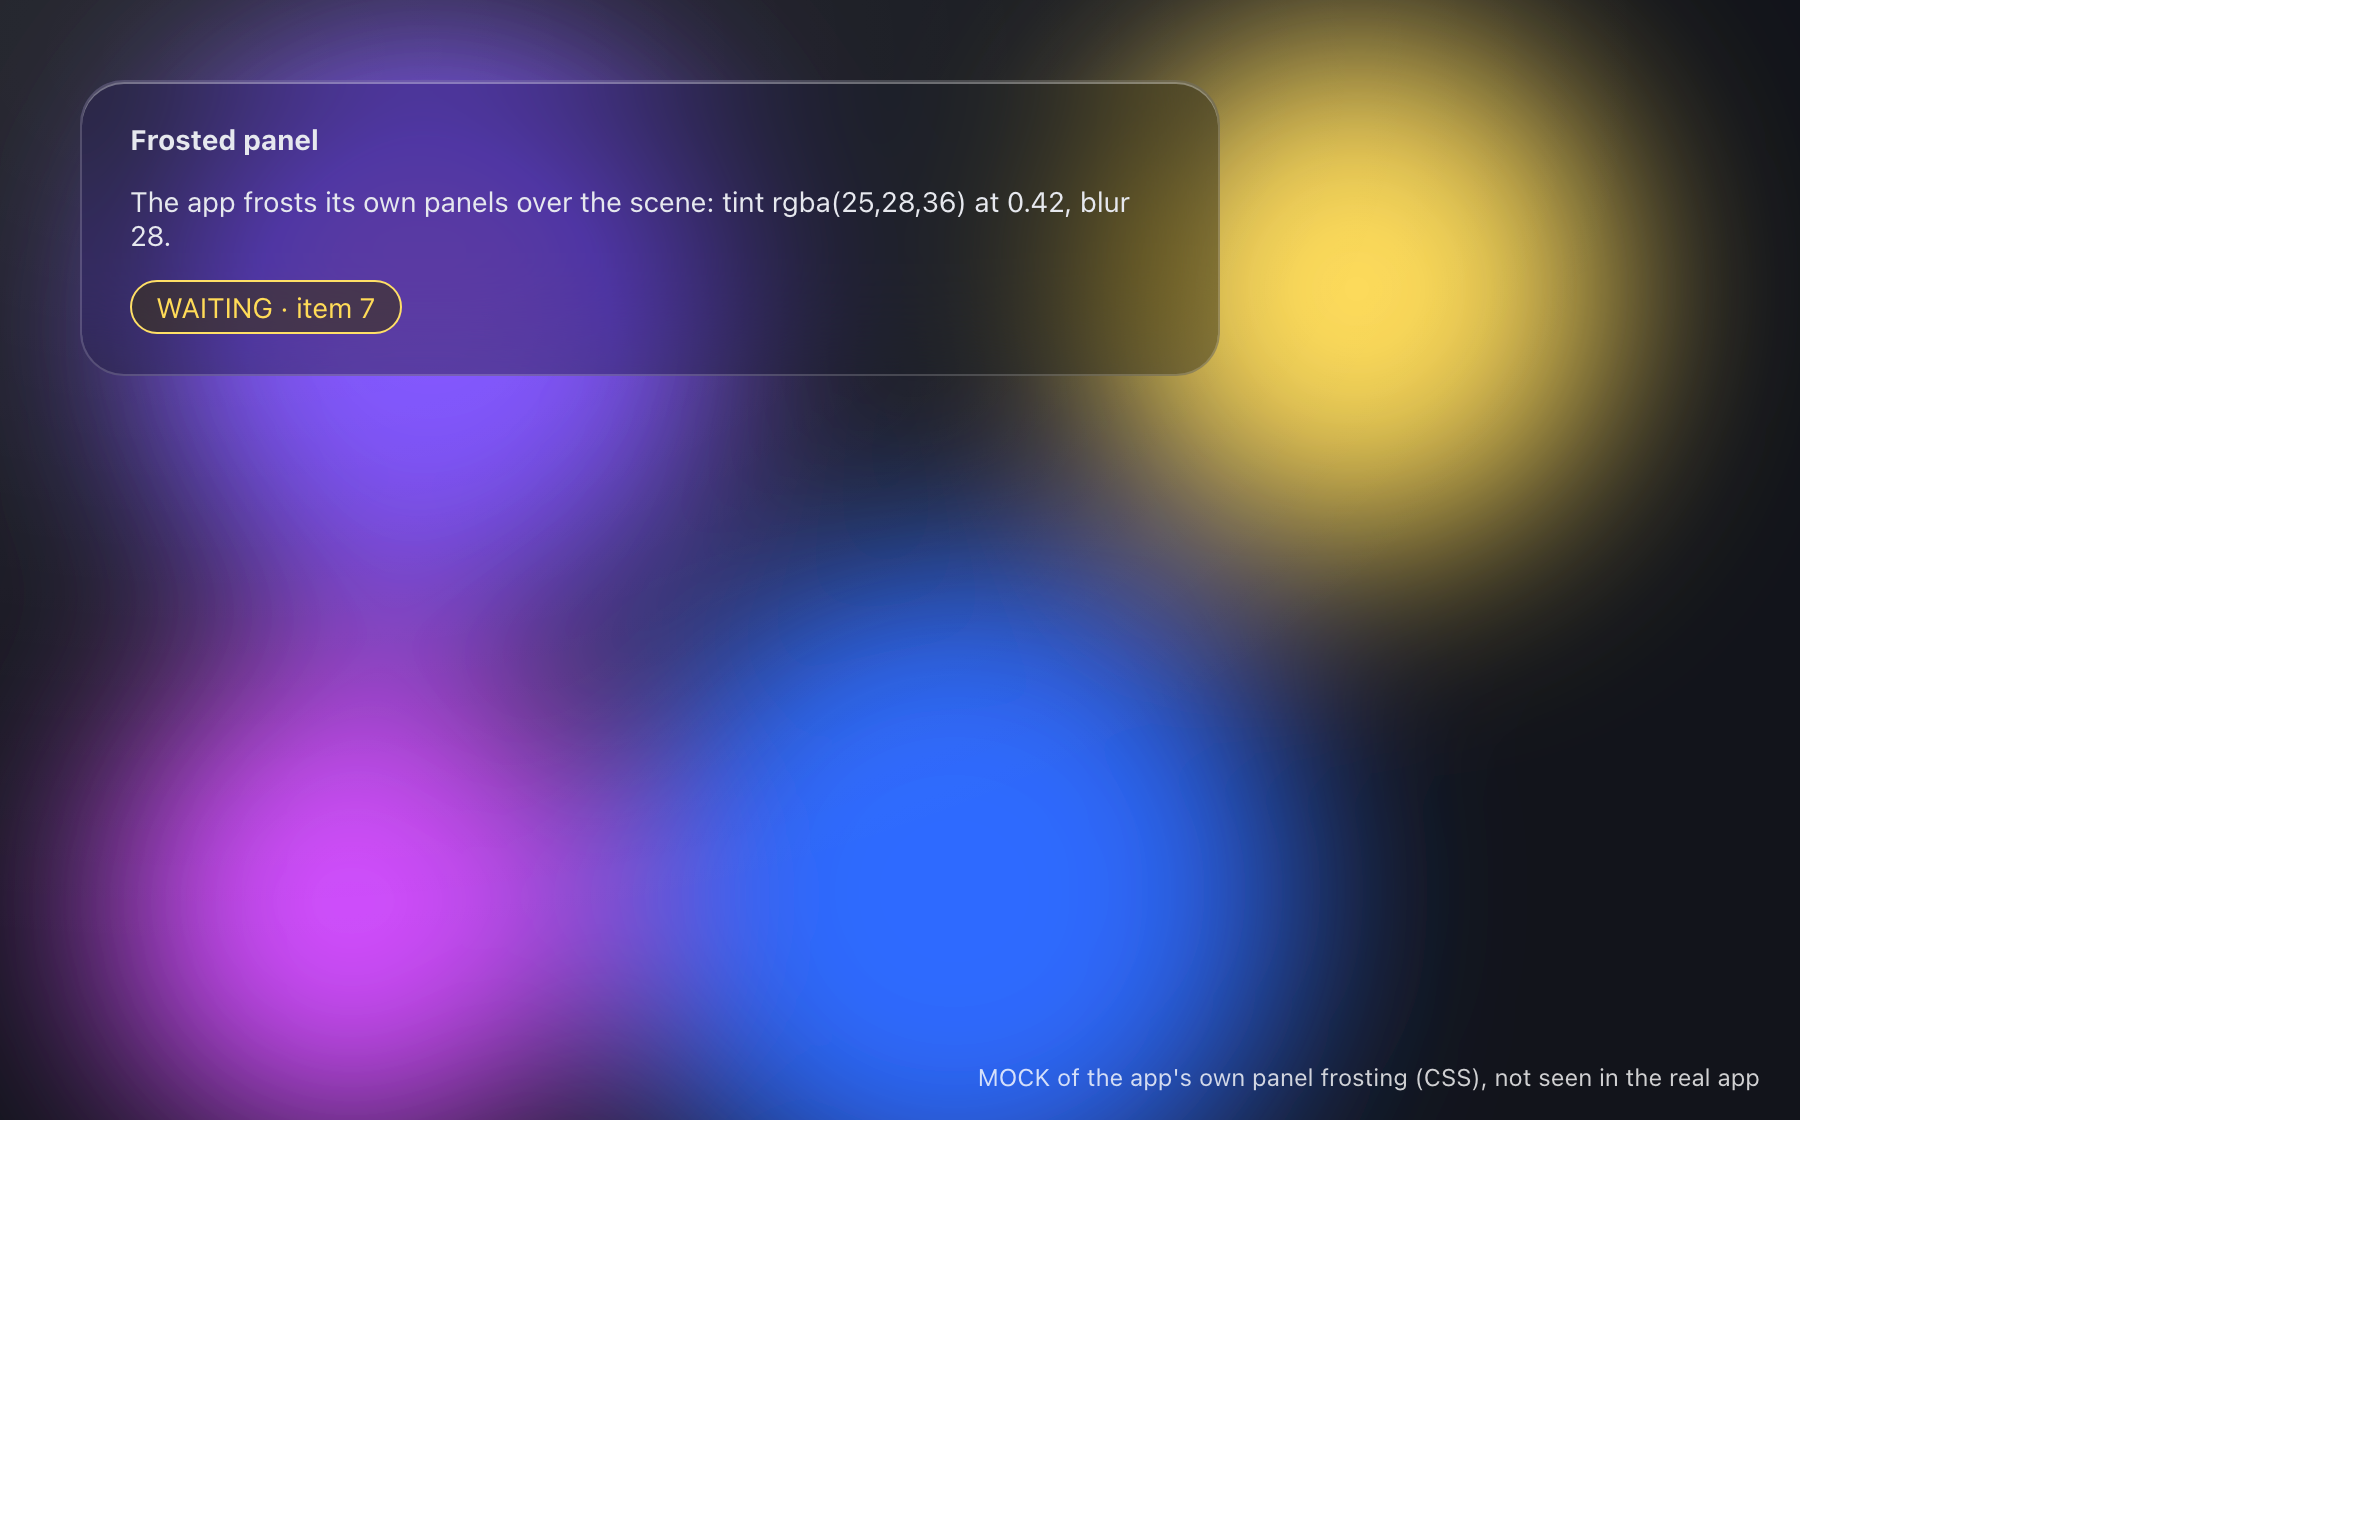 Frosted panel
The app frosts its own panels over the scene: tint rgba(25,28,36) at 0.42, blur
28.
WAITING · item 7
MOCK of the app's own panel frosting (CSS), not seen in the real app